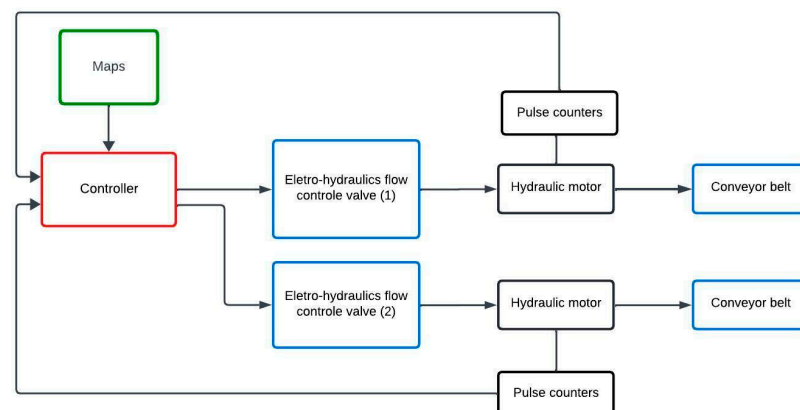 Maps
Pulse counters
Controller
Eletro-hydraulics flow
controle valve (1)
Hydraulic motor
Conveyor belt
Eletro-hydraulics flow
controle valve (2)
Hydraulic motor
Conveyor belt
Pulse counters